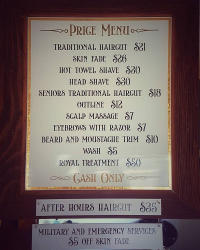 Price Menu
Traditional Haircut $21
Skin Fade $26
Hot Towel Shave $30
Head Shave $30
Seniors Traditional Haircut $18
Outline $12
Scalp Massage $7
Eyebrows with Razor $7
Beard and Moustache Trim $10
Wash $5
Royal Treatment $50
Cash Only
After Hours Haircut $35
Military and Emergency Services
$5 off Skin Fade